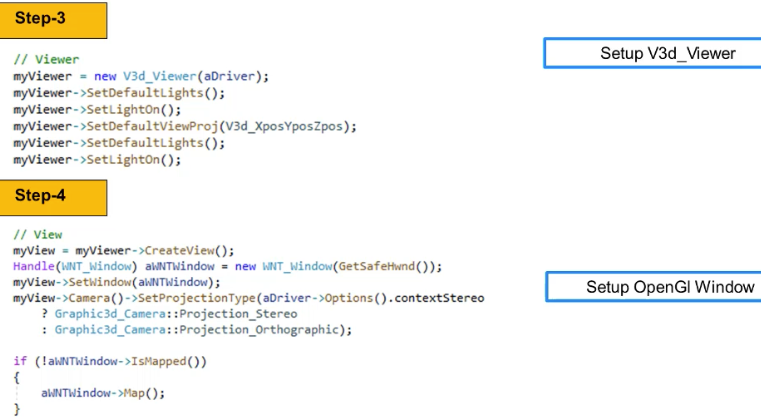 Step-3
// Viewer
myViewer = new V3d_Viewer(aDriver);
myViewer->SetDefaultLights();
myViewer->SetLightOn();
myViewer->SetDefaultViewProj(V3d_XposYposZpos);
myViewer->SetDefaultLights();
myViewer->SetLightOn();
Setup V3d_Viewer
Step-4
// View
myView = myViewer->CreateView();
Handle(WNT_Window) aWNTWindow = new WNT_Window(GetSafeHwnd());
myView->SetWindow(aWNTWindow);
myView->Camera()->SetProjectionType(aDriver->Options().contextStereo
? Graphic3d_Camera::Projection_Stereo
: Graphic3d_Camera::Projection_Orthographic);
if (!aWNTWindow->IsMapped())
{
aWNTWindow->Map();
}
Setup OpenGl Window